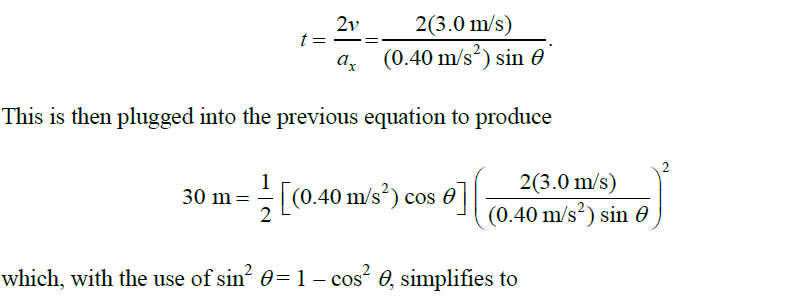 t = 2v / a_x = 2(3.0 m/s) / (0.40 m/s²) sin θ .
This is then plugged into the previous equation to produce
30 m = 1/2 [(0.40 m/s²) cos θ] ( 2(3.0 m/s) / (0.40 m/s²) sin θ )²
which, with the use of sin² θ= 1 – cos² θ, simplifies to